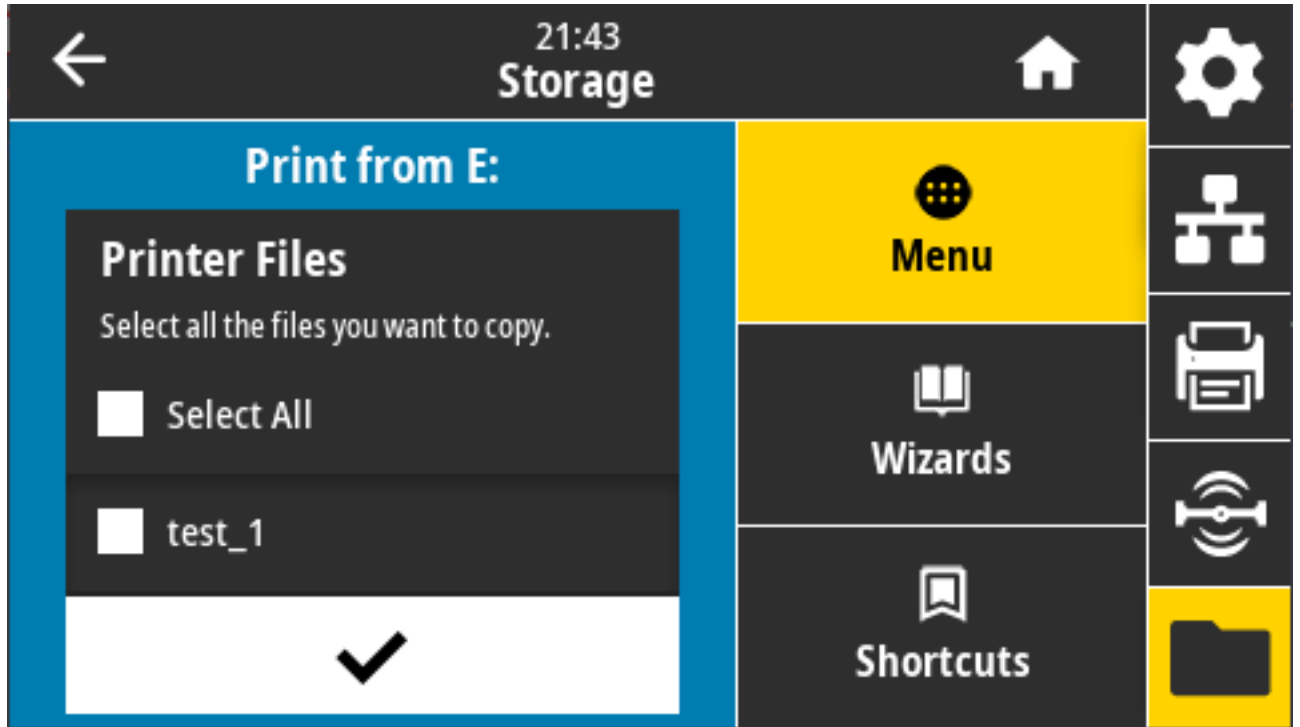 21:43
Storage
Print from E:
Printer Files
Select all the files you want to copy.
Select All
test_1
Menu
Wizards
Shortcuts